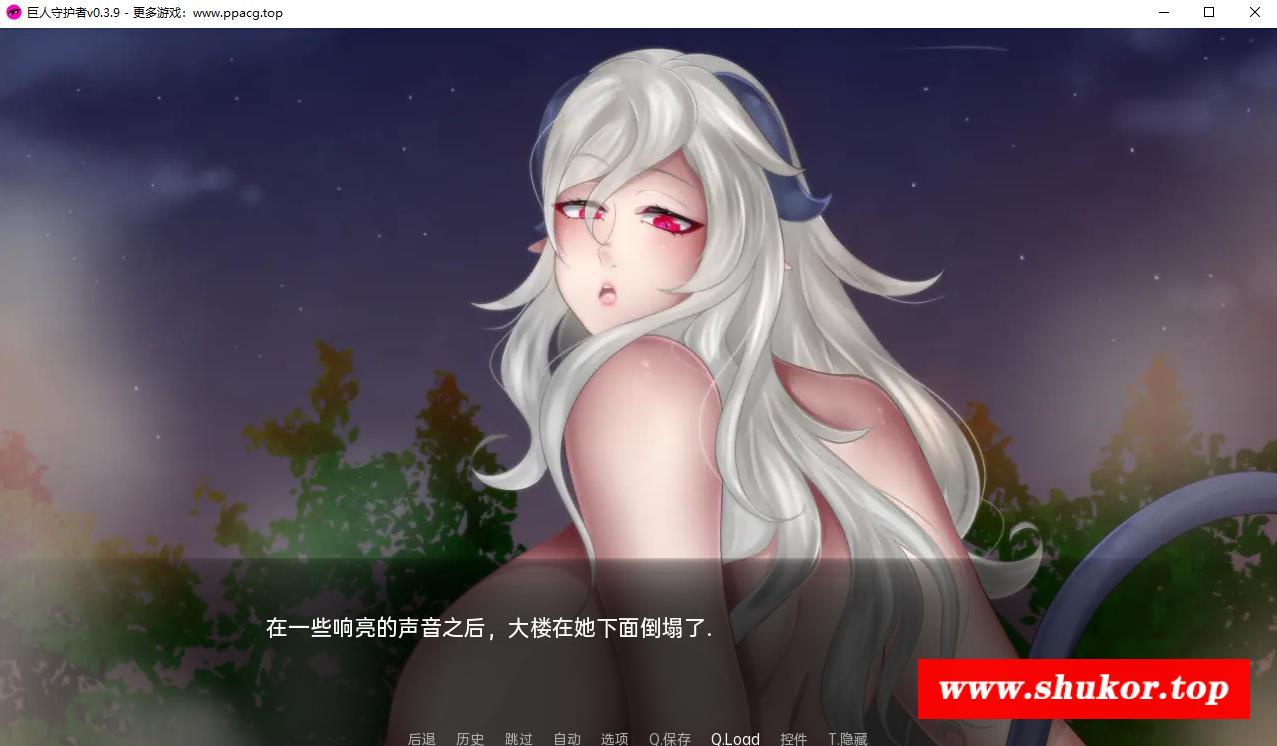 巨人守护者v0.3.9 - 更多游戏：www.ppacg.top
在一些响亮的声音之后，大楼在她下面倒塌了.
www.shukor.top
后退 历史 跳过 自动 选项 Q.保存 Q.Load 控件 T.隐藏